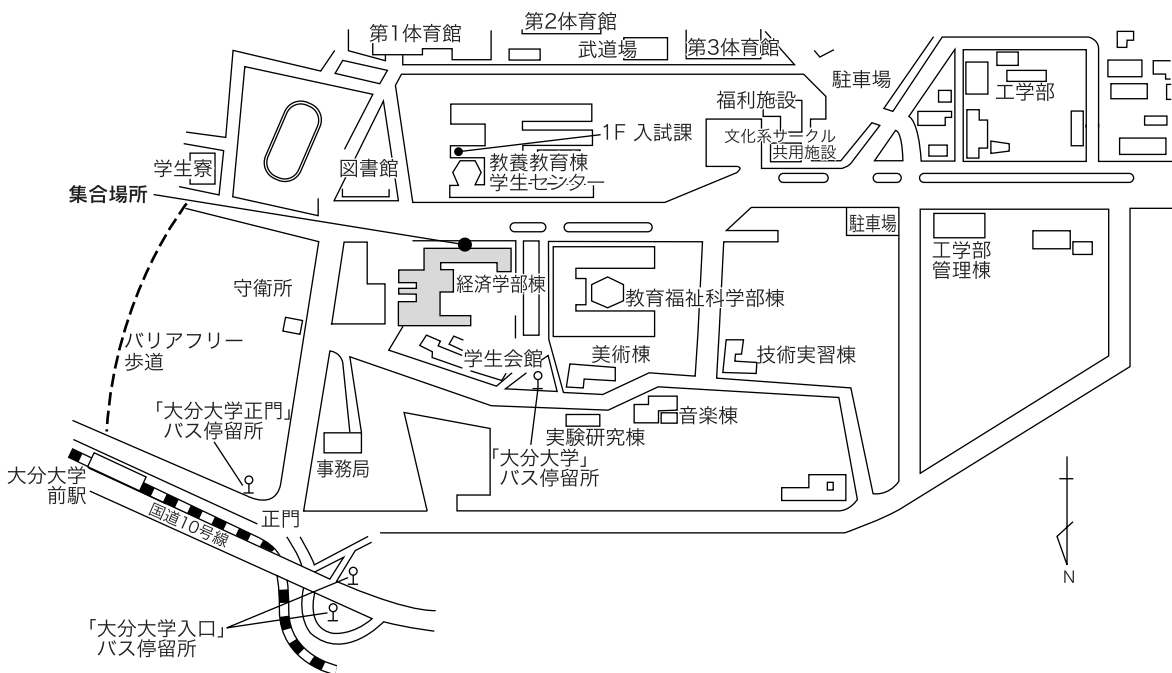 第1体育館
第2体育館
武道場
第3体育館
駐車場
工学部
福利施設
文化系サークル
共用施設
1F 入試課
教養教育棟
学生センター
図書館
学生寮
集合場所
駐車場
工学部
管理棟
守衛所
経済学部棟
教育福祉科学部棟
バリアフリー
歩道
学生会館
美術棟
技術実習棟
「大分大学正門」
バス停留所
音楽棟
実験研究棟
「大分大学」
バス停留所
事務局
大分大学
前駅
国道10号線
正門
N
「大分大学入口」
バス停留所